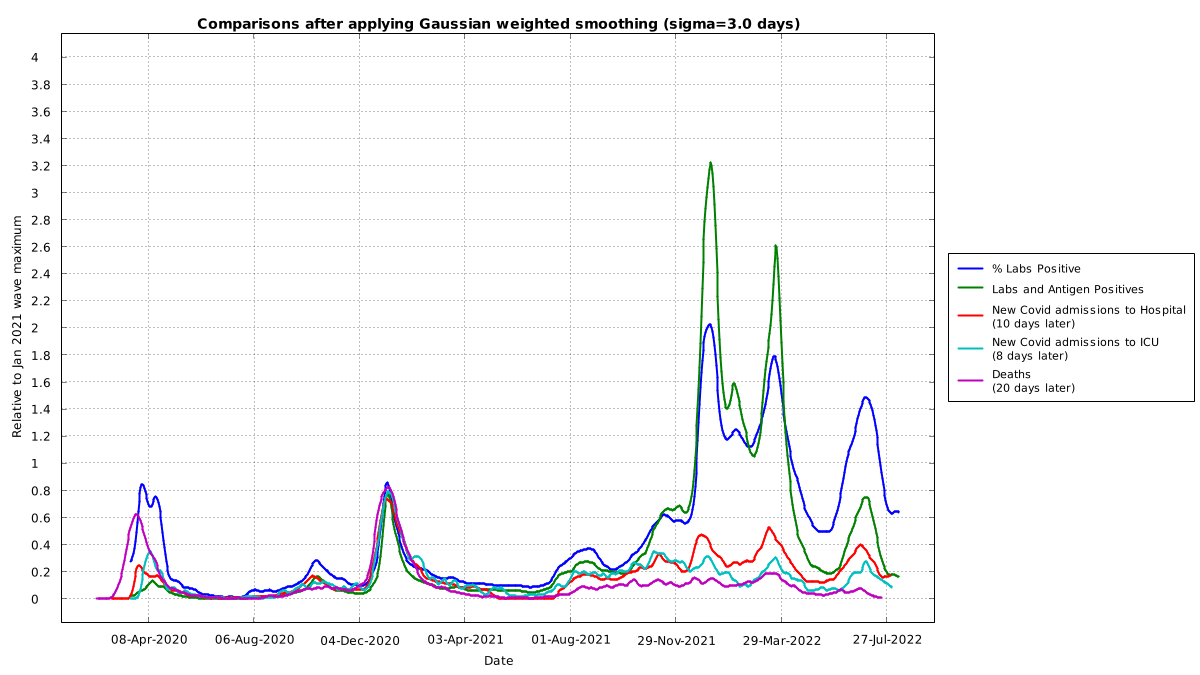 Comparisons after applying Gaussian weighted smoothing (sigma=3.0 days)
4
3.8
3.6
3.4
3.2
3
2.8
2.6
2.4
2.2
2
1.8
1.6
1.4
1.2
1
0.8
0.6
0.4
0.2
0
Relative to Jan 2021 wave maximum
08-Apr-2020
06-Aug-2020
04-Dec-2020
03-Apr-2021
01-Aug-2021
29-Nov-2021
29-Mar-2022
27-Jul-2022
Date
% Labs Positive
Labs and Antigen Positives
New Covid admissions to Hospital
(10 days later)
New Covid admissions to ICU
(8 days later)
Deaths
(20 days later)